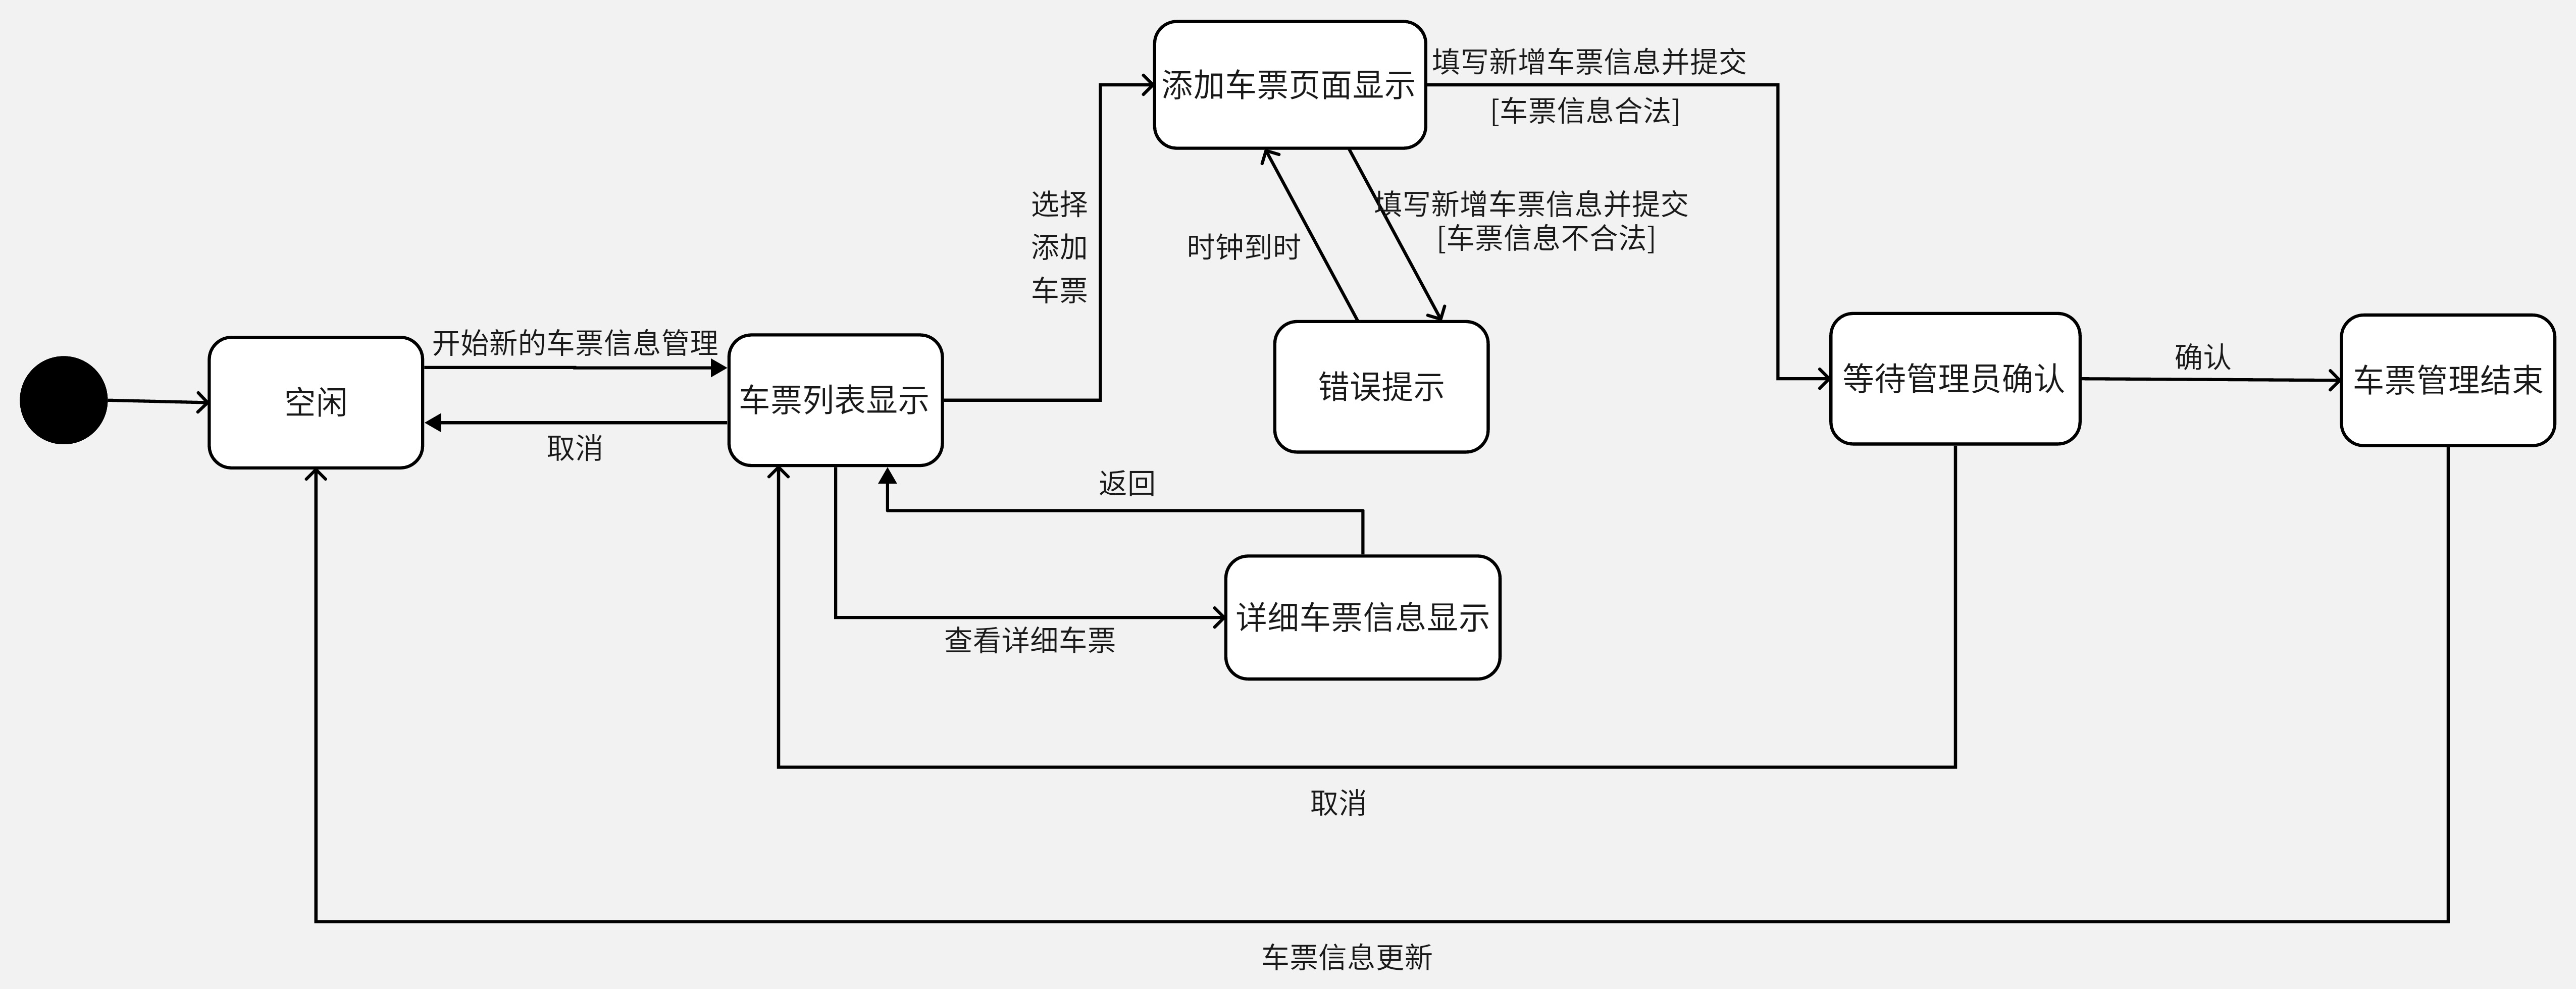 添加车票页面显示
填写新增车票信息并提交
[车票信息合法]
选择
添加
车票
时钟到时
填写新增车票信息并提交
[车票信息不合法]
空闲
开始新的车票信息管理
取消
车票列表显示
错误提示
等待管理员确认
确认
车票管理结束
返回
查看详细车票
详细车票信息显示
取消
车票信息更新